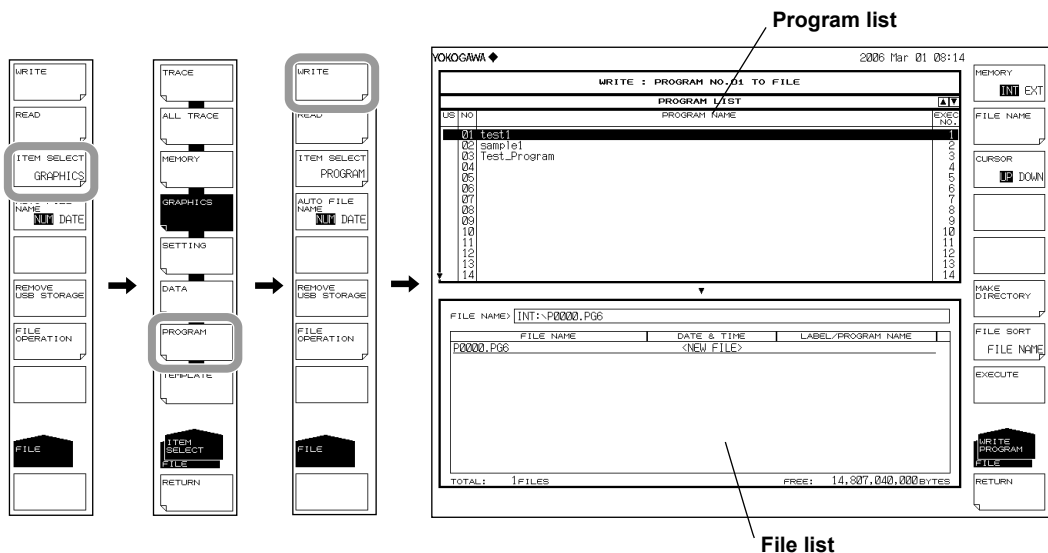 Program list
WRITE
READ
ITEM SELECT
GRAPHICS
NAME
NUM DATE
REMOVE
USB STORAGE
FILE
OPERATION
FILE
TRACE
ALL TRACE
MEMORY
GRAPHICS
SETTING
DATA
PROGRAM
TEMPLATE
ITEM
SELECT
FILE
RETURN
WRITE
READ
ITEM SELECT
PROGRAM
AUTO FILE
NAME
NUM DATE
REMOVE
USB STORAGE
FILE
OPERATION
FILE
YOKOGAWA 2006 Mar 01 08:14
WRITE : PROGRAM NO.01 TO FILE
PROGRAM LIST
US NO PROGRAM NAME EXEC NO.
01 test1 1
02 sample1 2
03 Test_Program 3
04 4
05 5
06 6
07 7
08 8
09 9
10 10
11 11
12 12
13 13
14 14
FILE NAME> INT:\P0000.PG6
FILE NAME DATE & TIME LABEL/PROGRAM NAME
P0000.PG6 <NEW FILE>
TOTAL: 1FILES FREE: 14,807,040,000BYTES
MEMORY
INT EXT
FILE NAME
CURSOR
UP DOWN
MAKE
DIRECTORY
FILE SORT
FILE NAME
EXECUTE
WRITE
PROGRAM
FILE
RETURN
File list